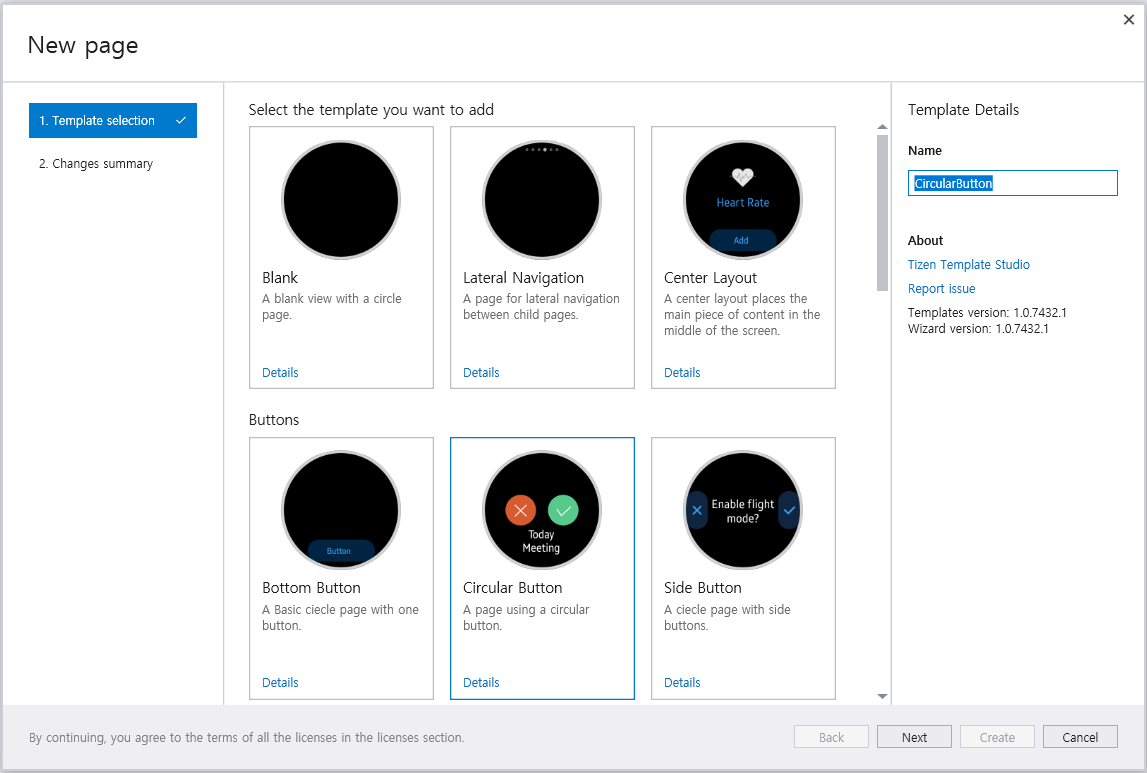 New page
1. Template selection
2. Changes summary
Select the template you want to add
Blank
A blank view with a circle
page.
Details
Lateral Navigation
A page for lateral navigation
between child pages.
Details
Heart Rate
Add
Center Layout
A center layout places the
main piece of content in the
middle of the screen.
Details
Buttons
Button
Bottom Button
A Basic ciecle page with one
button.
Details
Today
Meeting
Circular Button
A page using a circular
button.
Details
Enable flight
mode?
Side Button
A ciecle page with side
buttons.
Details
Template Details
Name
CircularButton
About
Tizen Template Studio
Report issue
Templates version: 1.0.7432.1
Wizard version: 1.0.7432.1
By continuing, you agree to the terms of all the licenses in the licenses section.
Back
Next
Create
Cancel